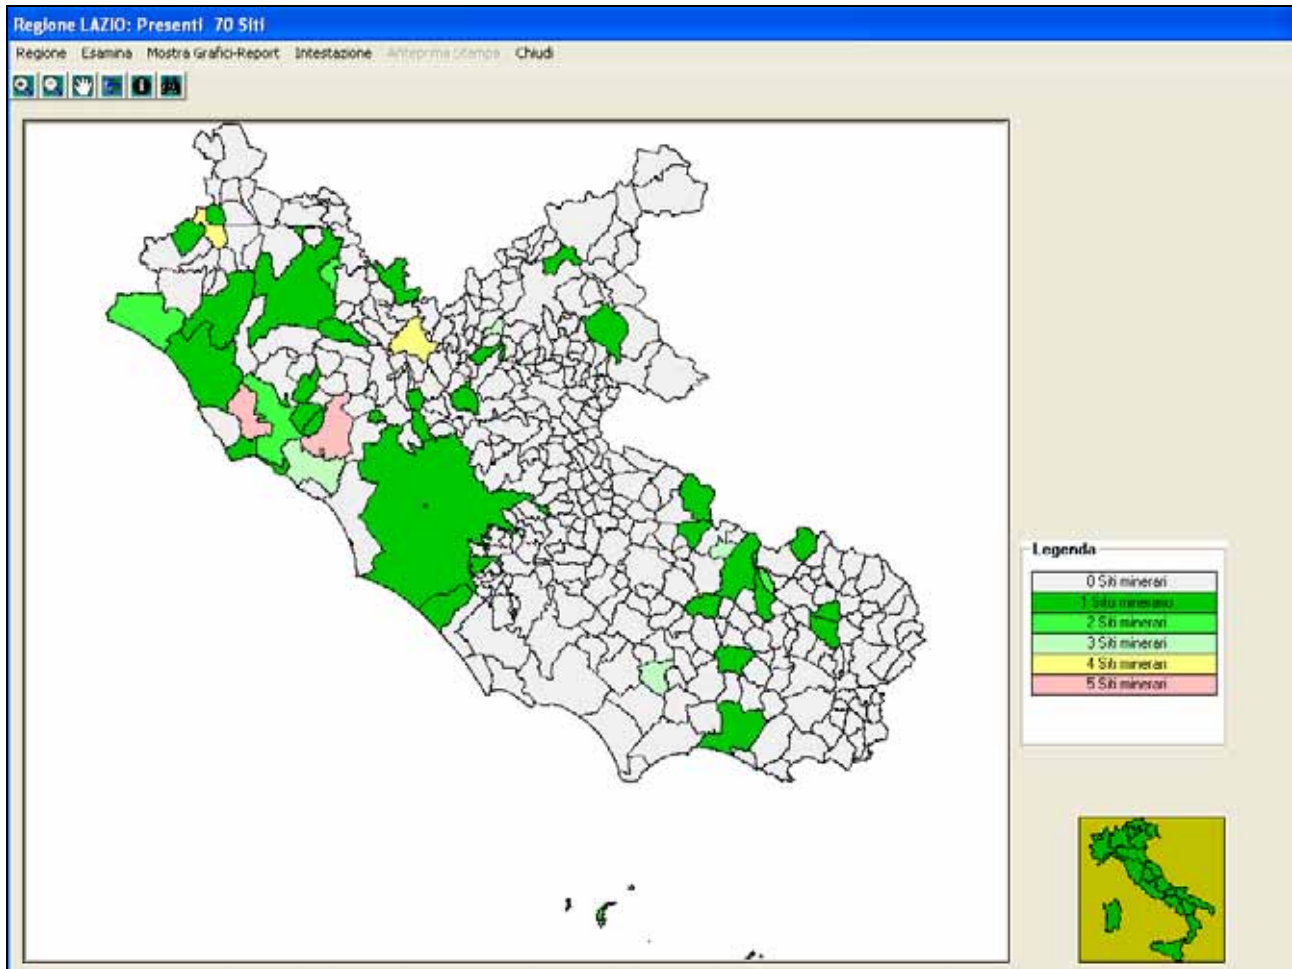 Regione LAZIO: Presenti 70 Siti
Regione Esamina Mostra Grafici-Report Intestazione Anteprima Stampa Chiudi
Legenda
0 Siti minerari
1 Sito minerario
2 Siti minerari
3 Siti minerari
4 Siti minerari
5 Siti minerari